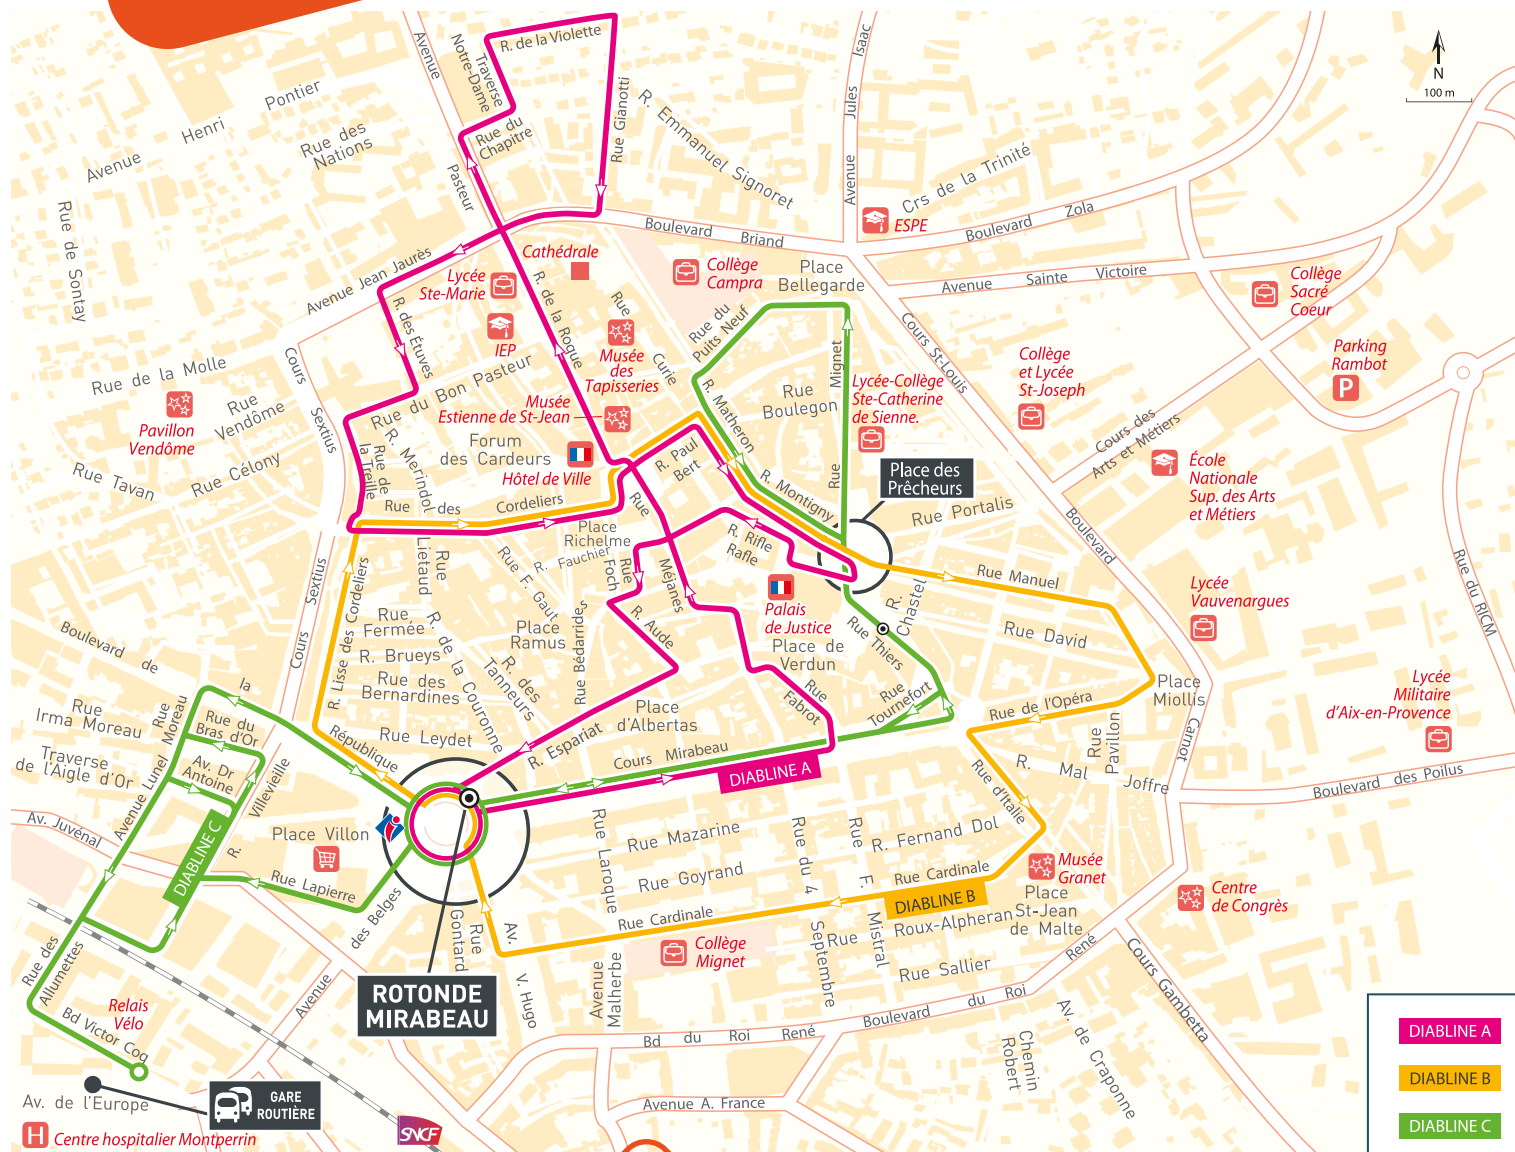 R. de la Violette
Avenue
Traverse
Notre-Dame
Rue du
Chapitre
Rue Gianotti
R. Emmanuel Signoret
Avenue
Jules
Isaac
N
100 m
Avenue
Henri
Pontier
Rue des
Nations
Pasteur
Crs de la Trinité
ESPE
Boulevard
Zola
Boulevard
Briand
Rue de Sontay
Avenue Jean Jaurès
Cathédrale
Lycée
Ste-Marie
Collège
Campra
Place
Bellegarde
Avenue
Sainte
Victoire
Collège
Sacré
Coeur
R. des Étuves
IEP
R. de la Roque
Rue
Curie
Musée
des
Tapisseries
Rue du
Puits Neuf
Cours St-Louis
Parking
Rambot
P
Collège
et Lycée
St-Joseph
Rue de la Molle
Cours
Sextius
Pavillon
Vendôme
Rue
Vendôme
Rue du Bon Pasteur
Musée
Estienne de St-Jean
R. Matheron
Rue
Boulegon
Rue
Mignet
Lycée-Collège
Ste-Catherine
de Sienne.
Cours des
Arts et Métiers
Rue Tavan
Rue Célony
Rue de
la Treille
R. Merindol
Forum
des Cardeurs
Hôtel de Ville
R. Paul
Bert
R. Montigny
Place des
Prêcheurs
École
Nationale
Sup. des Arts
et Métiers
Rue
des
Cordeliers
Rue
Méjanes
Rue Portalis
Boulevard
Rue du RICM
Place
Richelme
R. Fauchier
Rue
Foch
R. Rifle
Rafle
Rue
Lietaud
Rue F. Gaut
Rue Manuel
Cours
Sextius
R. Lisse des Cordeliers
Palais
de Justice
R.
Chastel
Rue Thiers
Lycée
Vauvenargues
Rue
Fermée
R. Brueys
Rue des
Bernardines
R. de la Couronne
R. des
Tanneurs
Place
Ramus
Rue Bédarrides
R. Aude
Place de
Verdun
Rue David
Boulevard
de
la
République
Rue
Irma Moreau
Rue
Moreau
Avenue Lunel
Rue du
Bras d'Or
Av. Dr
Antoine
Traverse
de l'Aigle d'Or
Rue Leydet
R. Espariat
Place
d'Albertas
Rue
Fabrot
Rue
Tournefort
Rue de l'Opéra
Place
Miollis
Carnot
Lycée
Militaire
d'Aix-en-Provence
Rue
Pavillon
Cours
Mirabeau
DIABLINE A
R.
Mal
Joffre
Rue d'Italie
Boulevard
des Poilus
Av. Juvénal
DIABLINE C
R.
Villevieille
Place Villon
Rue Lapierre
Rue Laroque
Rue Mazarine
Rue Goyrand
Rue du 4
Septembre
Rue
F.
Mistral
R. Fernand Dol
Rue Cardinale
Musée
Granet
DIABLINE B
Rue
Roux-Alpheran
Place
St-Jean
de Malte
Centre
de Congrès
Rue Cardinale
Collège
Mignet
Avenue
des Belges
Rue
Gontard
Av.
V. Hugo
Avenue
Malherbe
Rue Sallier
Rue des
Allumettes
ROTONDE
MIRABEAU
Relais
Vélo
Bd Victor Coq
Bd
du
Roi
René
Boulevard
du
Roi
René
Cours Gambetta
Av. de Craponne
Chemin
Robert
DIABLINE A
DIABLINE B
DIABLINE C
Avenue A. France
GARE
ROUTIÈRE
Av. de l'Europe
SNCF
H
Centre hospitalier Montperrin